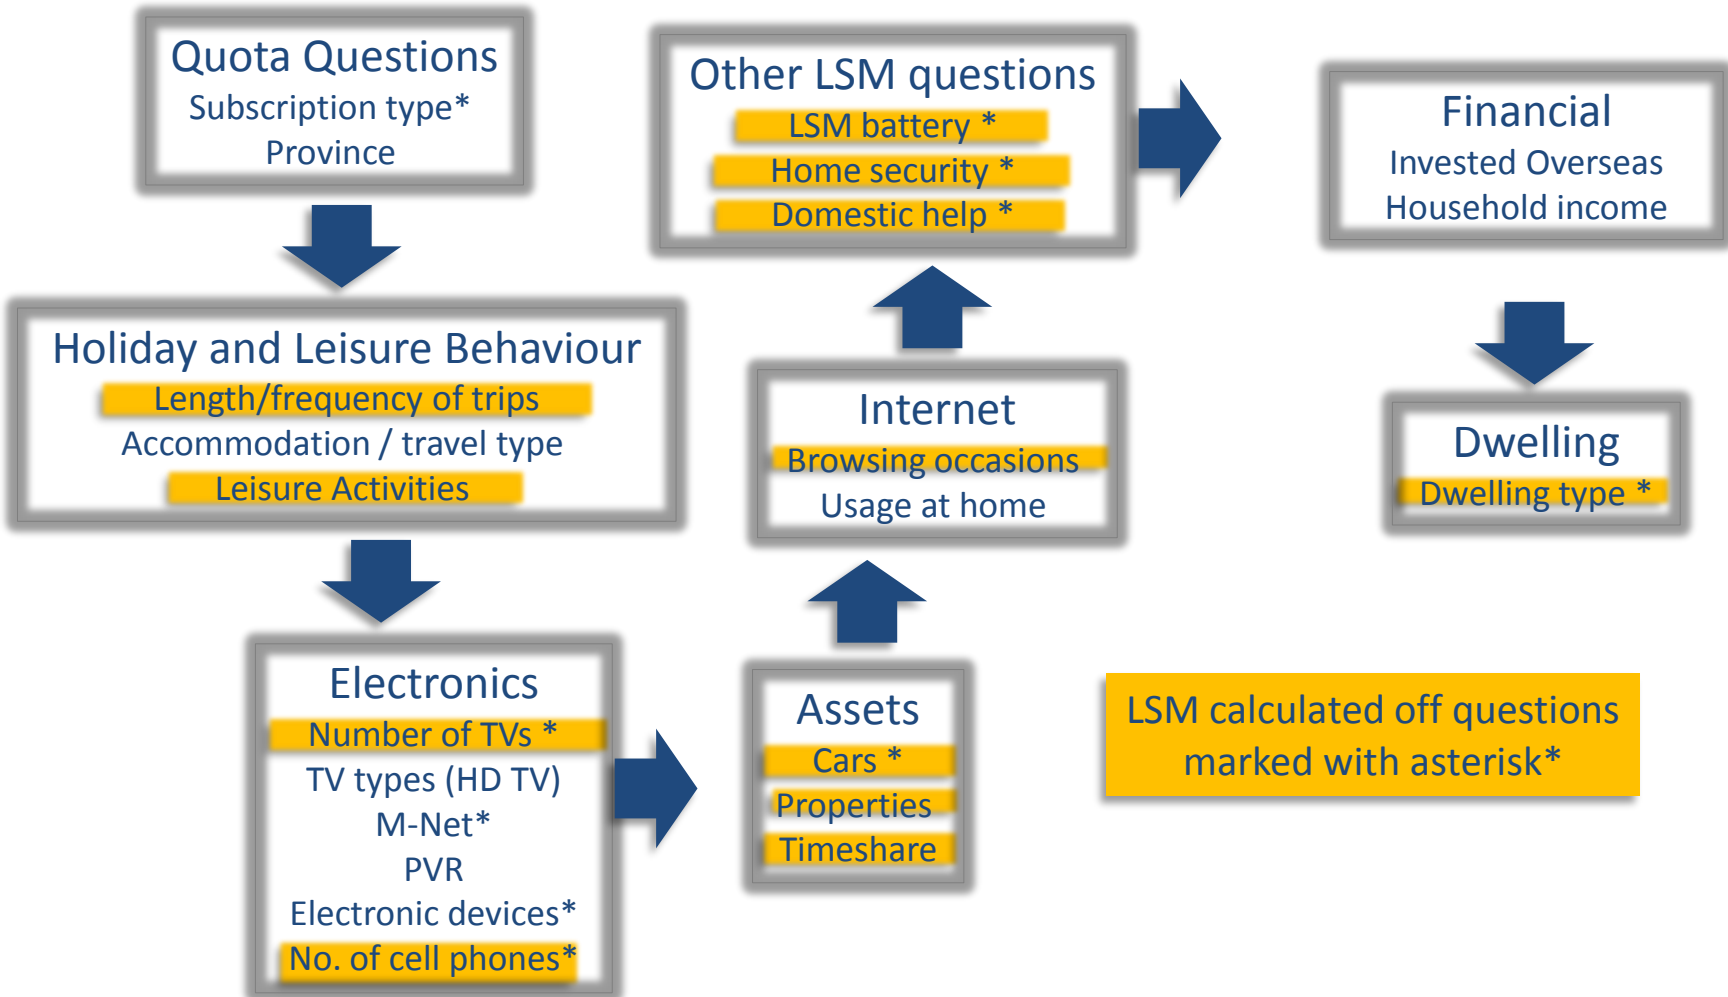 Quota Questions
Subscription type*
Province
Holiday and Leisure Behaviour
Length/frequency of trips
Accommodation / travel type
Leisure Activities
Electronics
Number of TVs *
TV types (HD TV)
M-Net*
PVR
Electronic devices*
No. of cell phones*
Assets
Cars *
Properties
Timeshare
Internet
Browsing occasions
Usage at home
Other LSM questions
LSM battery *
Home security *
Domestic help *
Financial
Invested Overseas
Household income
Dwelling
Dwelling type *
LSM calculated off questions
marked with asterisk*